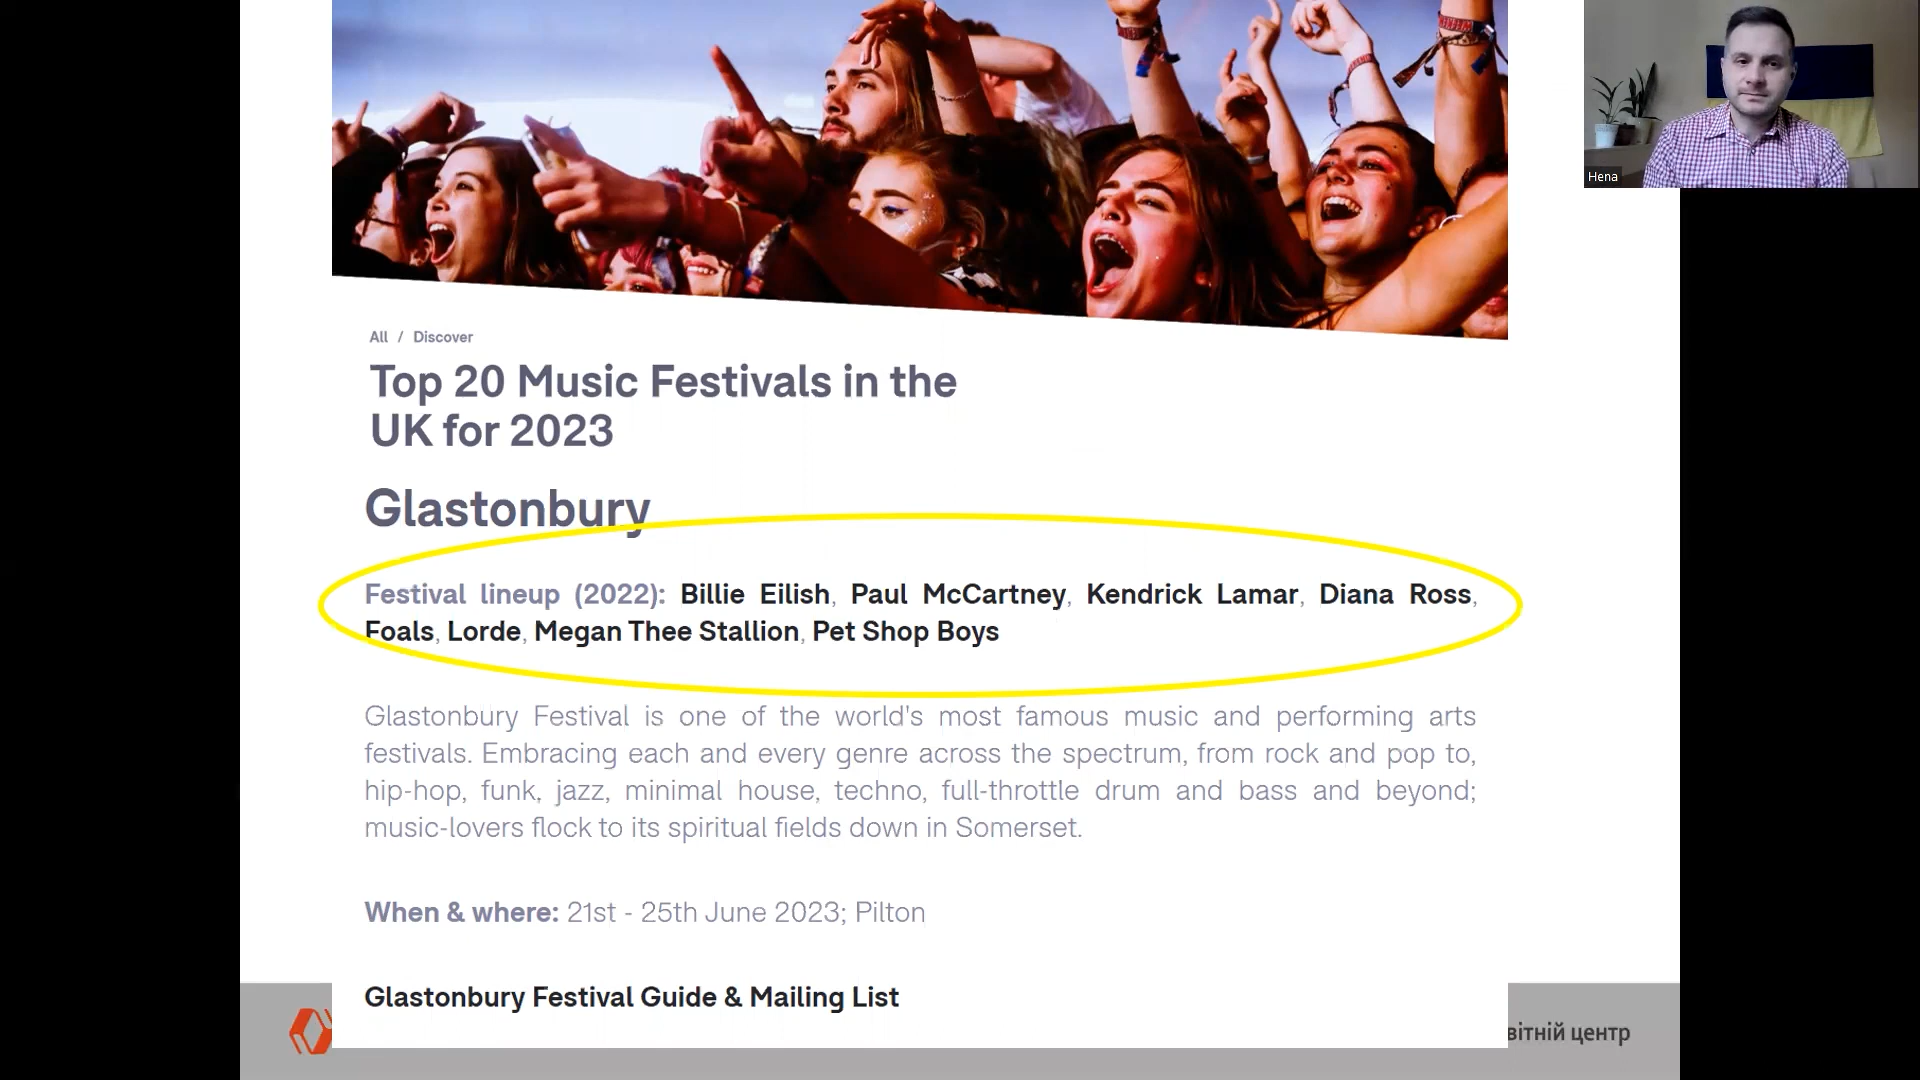 Hena
All / Discover
Top 20 Music Festivals in the
UK for 2023
Glastonbury
Festival lineup (2022): Billie Eilish, Paul McCartney, Kendrick Lamar, Diana Ross,
Foals, Lorde, Megan Thee Stallion, Pet Shop Boys
Glastonbury Festival is one of the world's most famous music and performing arts
festivals. Embracing each and every genre across the spectrum, from rock and pop to,
hip-hop, funk, jazz, minimal house, techno, full-throttle drum and bass and beyond;
music-lovers flock to its spiritual fields down in Somerset.
When & where: 21st - 25th June 2023; Pilton
Glastonbury Festival Guide & Mailing List
вітній центр